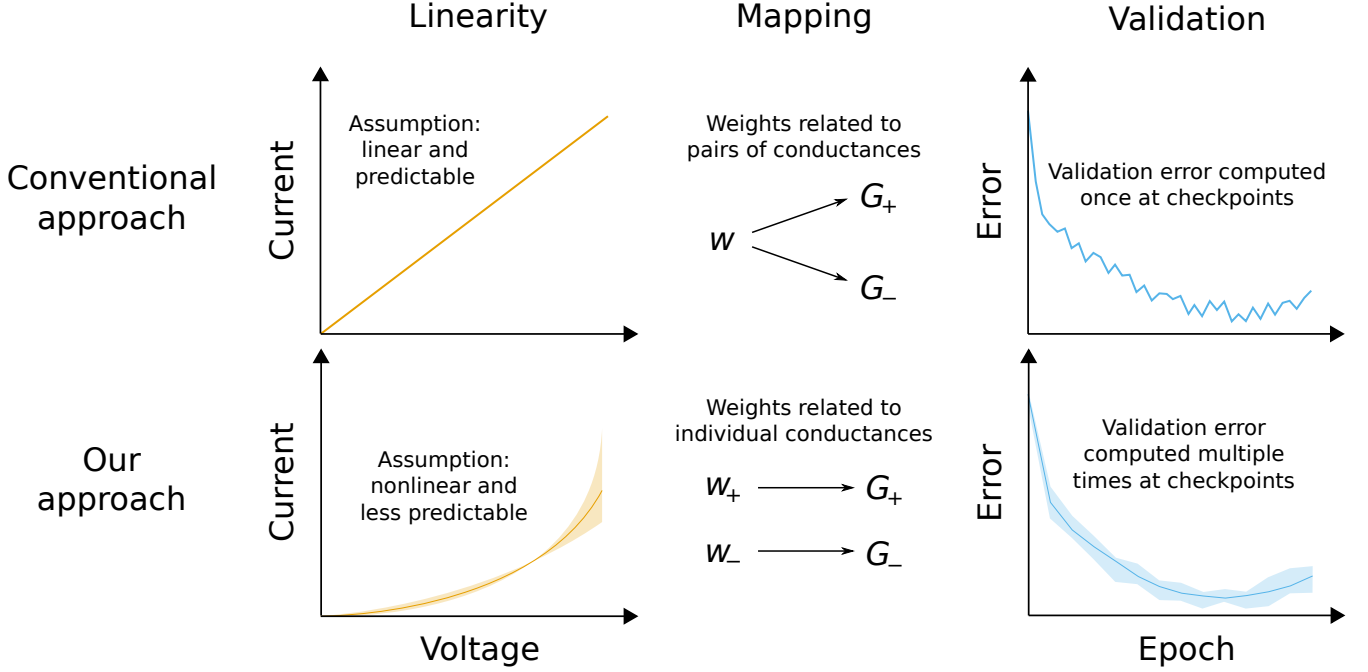 Linearity
Mapping
Validation
Conventional
approach
Current
Assumption:
linear and
predictable
Weights related to
pairs of conductances
w
G+
G−
Error
Validation error computed
once at checkpoints
Our
approach
Current
Assumption:
nonlinear and
less predictable
Voltage
Weights related to
individual conductances
w+
G+
w−
G−
Error
Validation error
computed multiple
times at checkpoints
Epoch